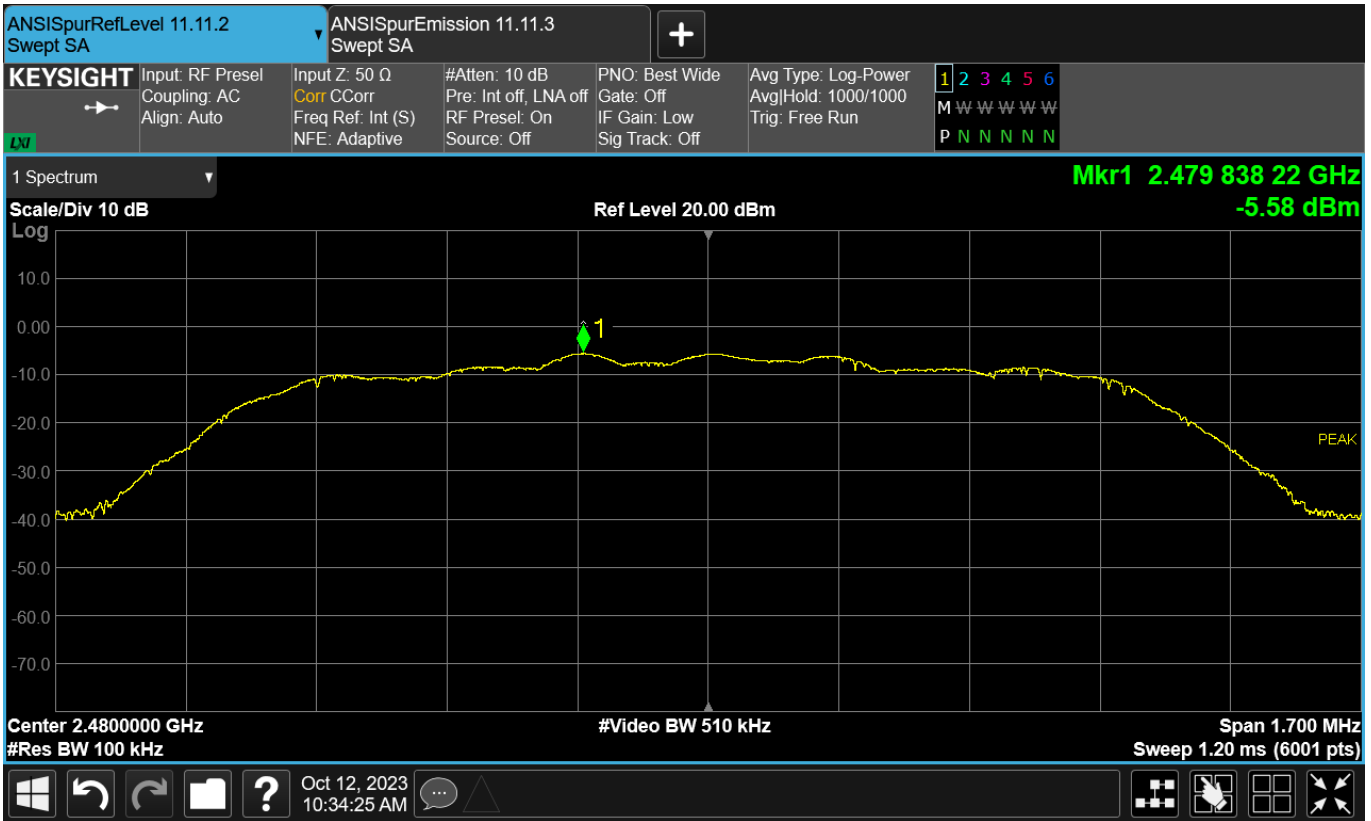 ANSISpurRefLevel 11.11.2
Swept SA
ANSISpurEmission 11.11.3
Swept SA
KEYSIGHT
LXI
Input: RF Presel
Coupling: AC
Align: Auto
Input Z: 50 Ω
Corr CCorr
Freq Ref: Int (S)
NFE: Adaptive
#Atten: 10 dB
Pre: Int off, LNA off
RF Presel: On
Source: Off
PNO: Best Wide
Gate: Off
IF Gain: Low
Sig Track: Off
Avg Type: Log-Power
Avg|Hold: 1000/1000
Trig: Free Run
1 2 3 4 5 6
M W W W W W
P N N N N N
1 Spectrum
Mkr1 2.479 838 22 GHz
-5.58 dBm
Scale/Div 10 dB
Ref Level 20.00 dBm
Log
10.0
0.00
-10.0
-20.0
-30.0
-40.0
-50.0
-60.0
-70.0
1
PEAK
Center 2.4800000 GHz
#Video BW 510 kHz
Span 1.700 MHz
#Res BW 100 kHz
Sweep 1.20 ms (6001 pts)
?
Oct 12, 2023
10:34:25 AM